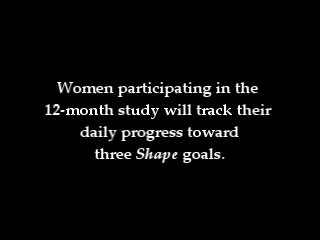 Women participating in the
12-month study will track their
daily progress toward
three Shape goals.